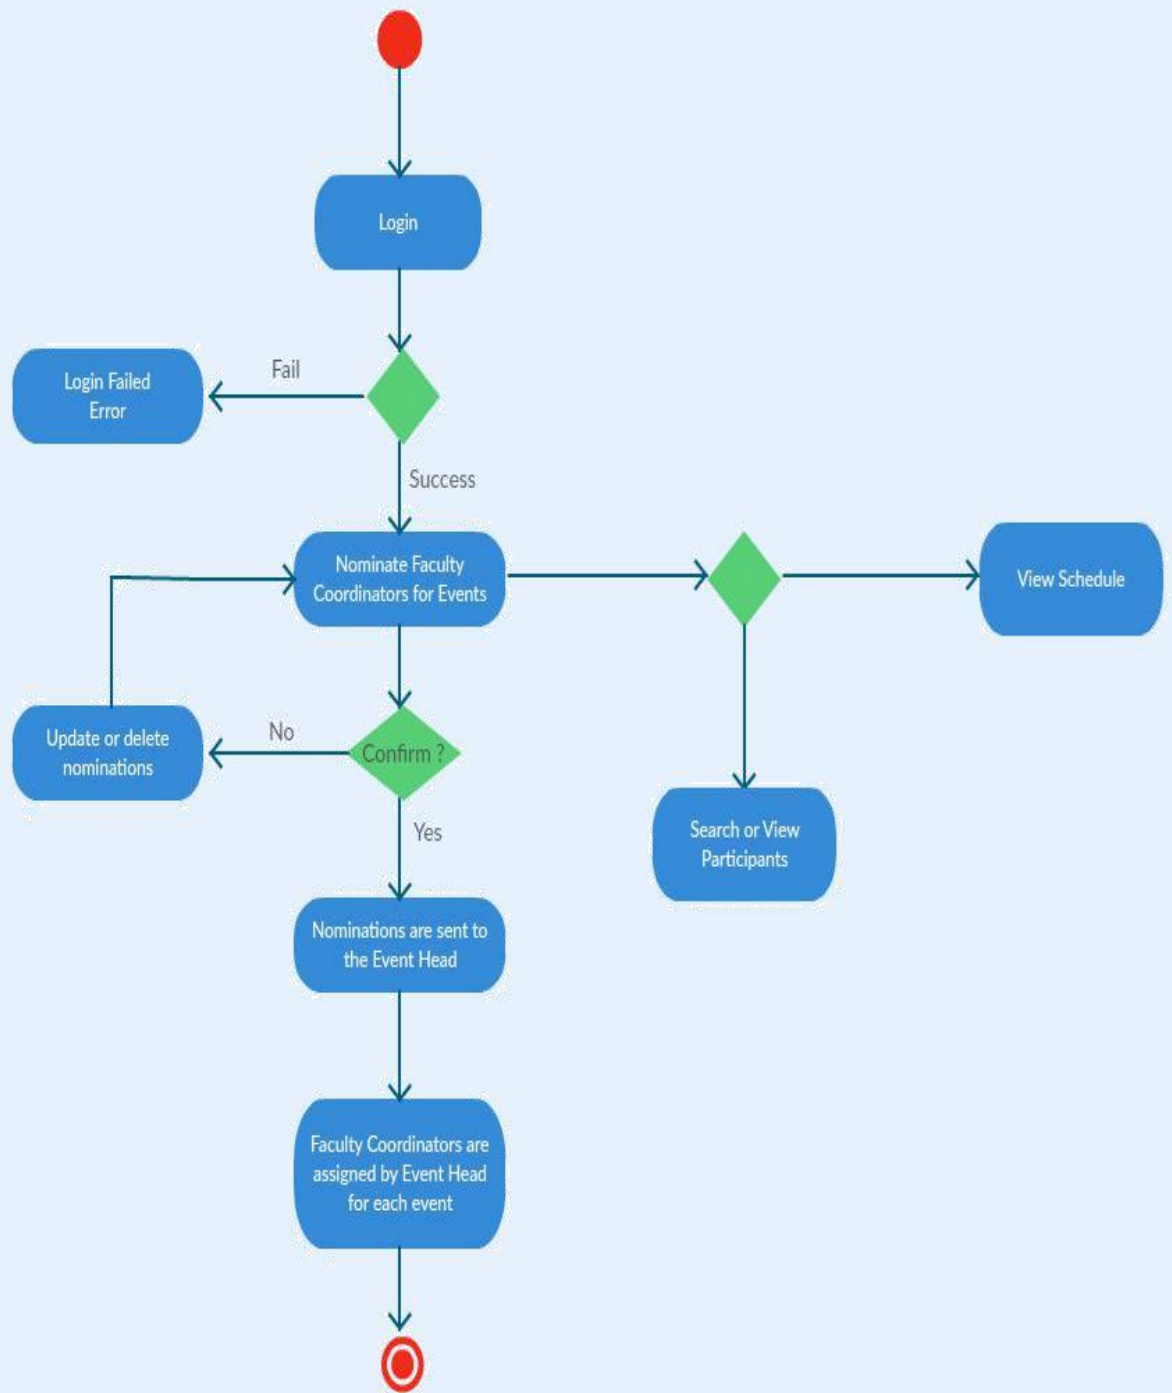 Login
Fail
Login Failed
Error
Success
Nominate Faculty
Coordinators for Events
View Schedule
No
Update or delete
nominations
Confirm ?
Yes
Search or View
Participants
Nominations are sent to
the Event Head
Faculty Coordinators are
assigned by Event Head
for each event